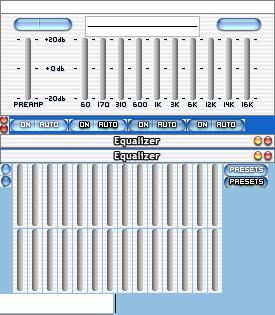 +20db
+0db
-20db
PREAMP 60 170 310 600 1K 3K 6K 12K 14K 16K
ON AUTO ON AUTO ON AUTO ON AUTO
Equalizer
Equalizer
PRESETS
PRESETS